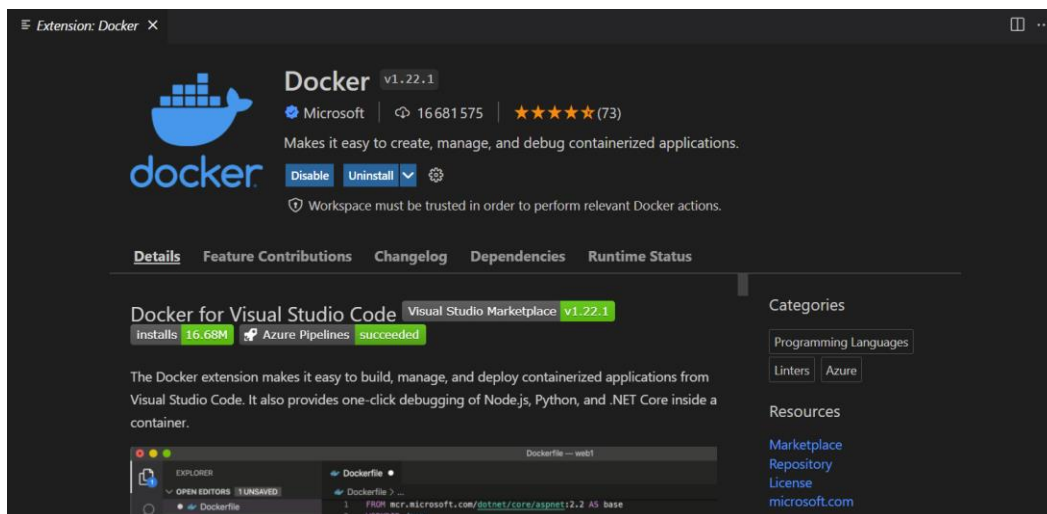 Extension: Docker
Docker v1.22.1
Microsoft 16 681 575 (73)
Makes it easy to create, manage, and debug containerized applications.
docker
Disable Uninstall
Workspace must be trusted in order to perform relevant Docker actions.
Details Feature Contributions Changelog Dependencies Runtime Status
Docker for Visual Studio Code Visual Studio Marketplace v1.22.1
installs 16.68M Azure Pipelines succeeded
The Docker extension makes it easy to build, manage, and deploy containerized applications from
Visual Studio Code. It also provides one-click debugging of Node.js, Python, and .NET Core inside a
container.
Dockerfile — web1
EXPLORER
Dockerfile
OPEN EDITORS 1 UNSAVED
Dockerfile > ...
Dockerfile
1 FROM mcr.microsoft.com/dotnet/core/aspnet:2.2 AS base
Categories
Programming Languages
Linters Azure
Resources
Marketplace
Repository
License
microsoft.com